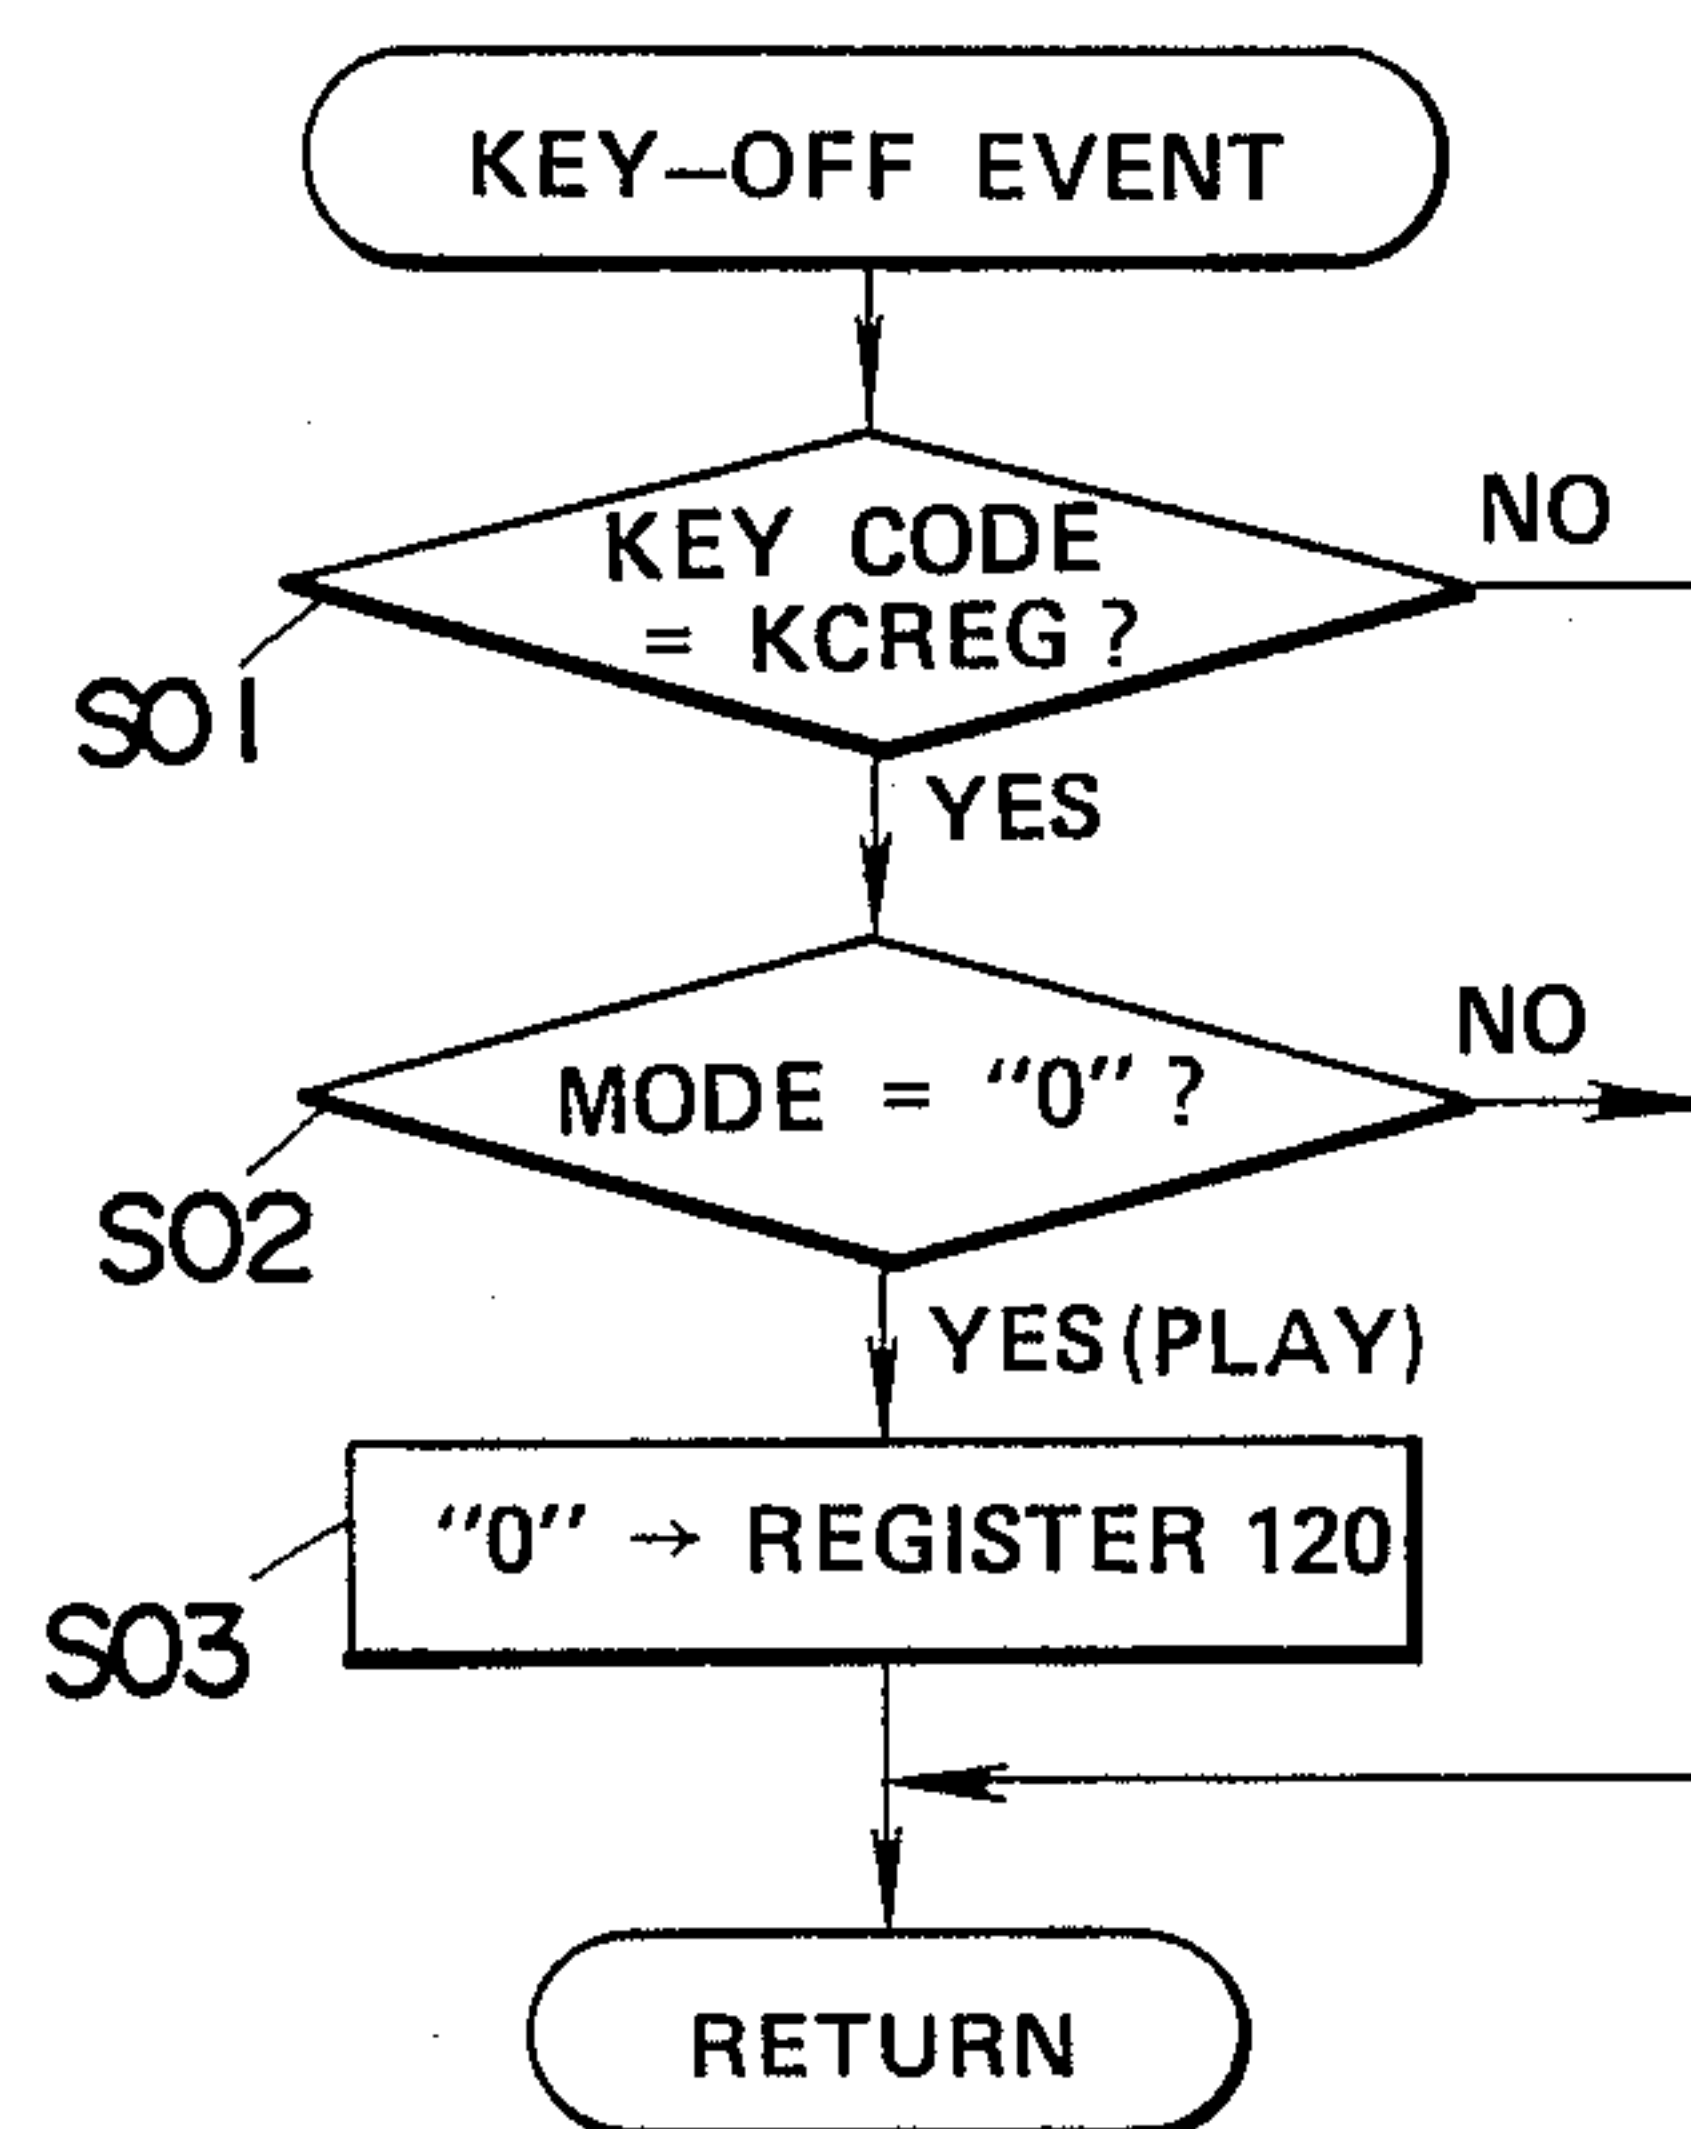 KEY-OFF EVENT
KEY CODE
= KCREG ?
NO
S01
YES
MODE = "0" ?
NO
S02
YES(PLAY)
"0" → REGISTER 120
S03
RETURN